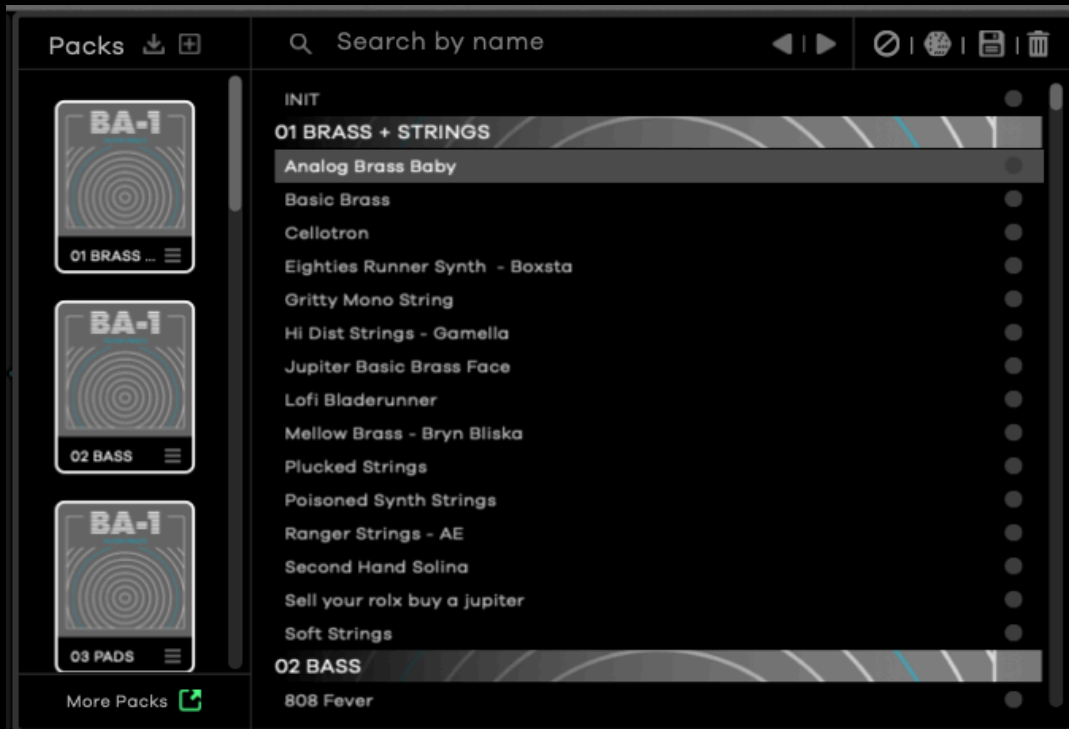 Packs
BA-1
01 BRASS ...
BA-1
02 BASS
BA-1
03 PADS
More Packs
Search by name
INIT
01 BRASS + STRINGS
Analog Brass Baby
Basic Brass
Cellotron
Eighties Runner Synth - Boxsta
Gritty Mono String
Hi Dist Strings - Gamella
Jupiter Basic Brass Face
Lofi Bladerunner
Mellow Brass - Bryn Bliska
Plucked Strings
Poisoned Synth Strings
Ranger Strings - AE
Second Hand Solina
Sell your rolx buy a jupiter
Soft Strings
02 BASS
808 Fever